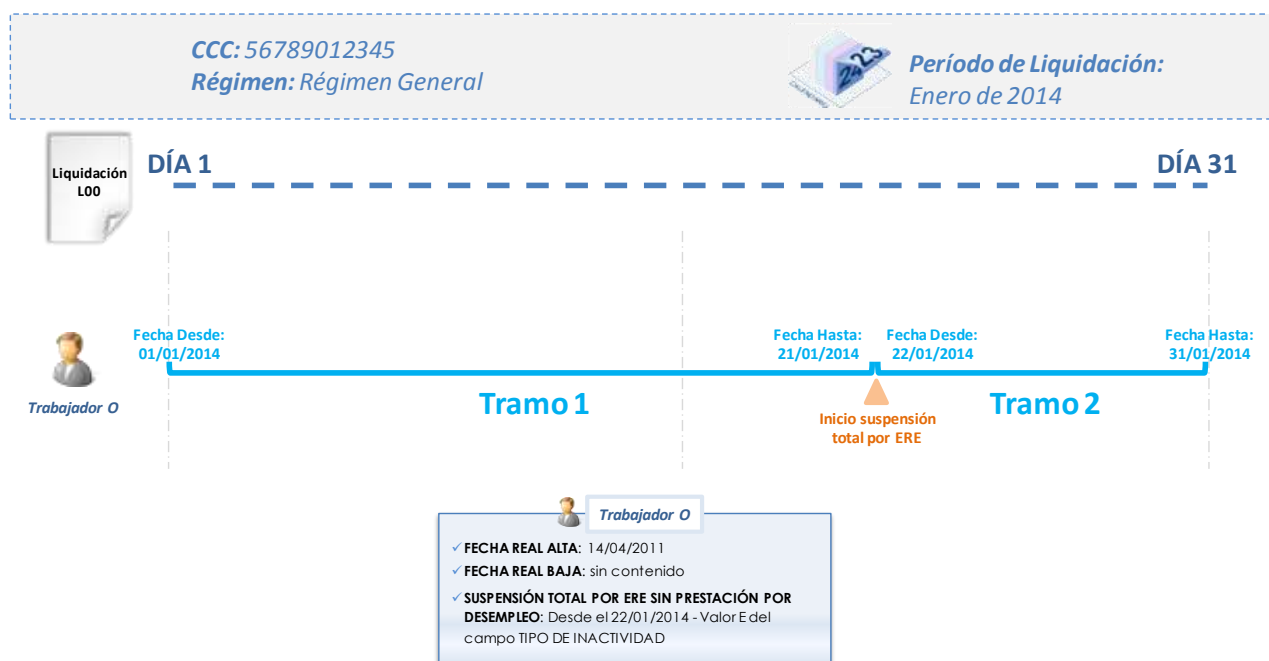 CCC: 56789012345
Régimen: Régimen General
24 23
CALENDARIO
Período de Liquidación:
Enero de 2014
Liquidación
L00
DÍA 1
DÍA 31
Fecha Desde:
01/01/2014
Fecha Hasta:
21/01/2014
Fecha Desde:
22/01/2014
Fecha Hasta:
31/01/2014
Trabajador O
Tramo 1
Tramo 2
Inicio suspensión
total por ERE
Trabajador O
✓ FECHA REAL ALTA: 14/04/2011
✓ FECHA REAL BAJA: sin contenido
✓ SUSPENSIÓN TOTAL POR ERE SIN PRESTACIÓN POR
DESEMPLEO: Desde el 22/01/2014 - Valor E del
campo TIPO DE INACTIVIDAD